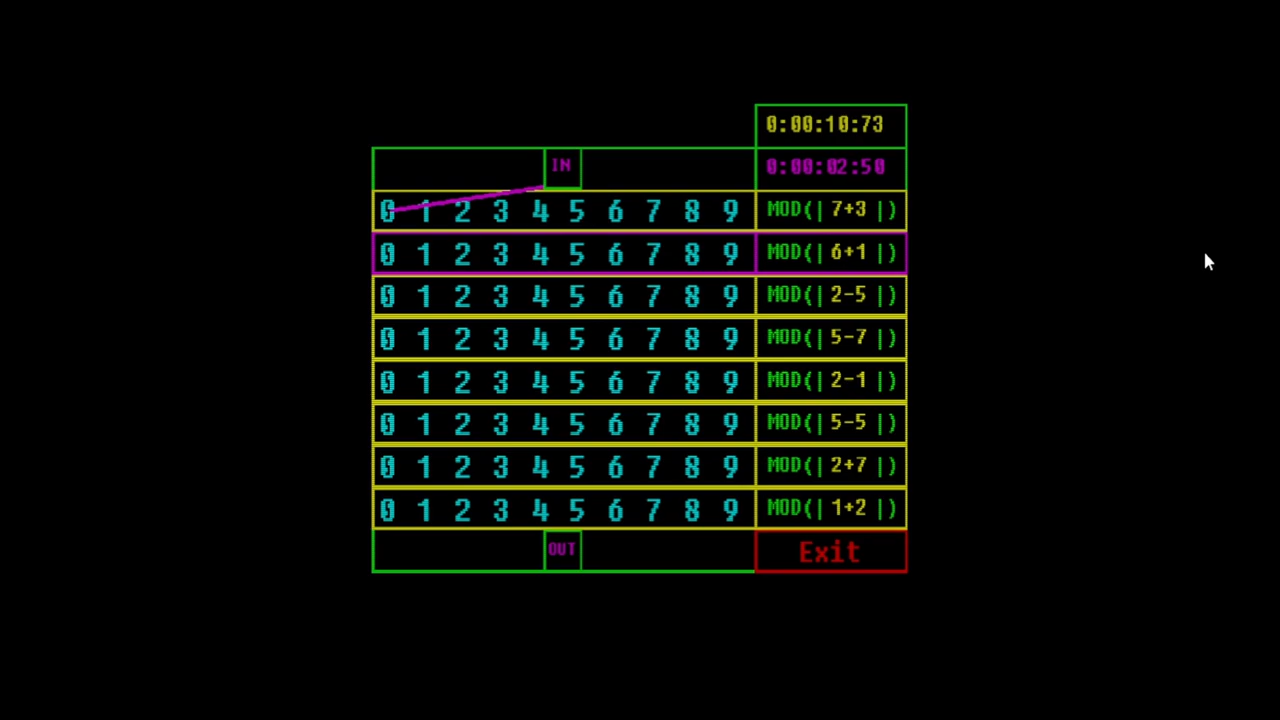 0:00:10:73
IN 0:00:02:50
0 1 2 3 4 5 6 7 8 9 MOD(| 7+3 |)
0 1 2 3 4 5 6 7 8 9 MOD(| 6+1 |)
0 1 2 3 4 5 6 7 8 9 MOD(| 2-5 |)
0 1 2 3 4 5 6 7 8 9 MOD(| 5-7 |)
0 1 2 3 4 5 6 7 8 9 MOD(| 2-1 |)
0 1 2 3 4 5 6 7 8 9 MOD(| 5-5 |)
0 1 2 3 4 5 6 7 8 9 MOD(| 2+7 |)
0 1 2 3 4 5 6 7 8 9 MOD(| 1+2 |)
OUT Exit